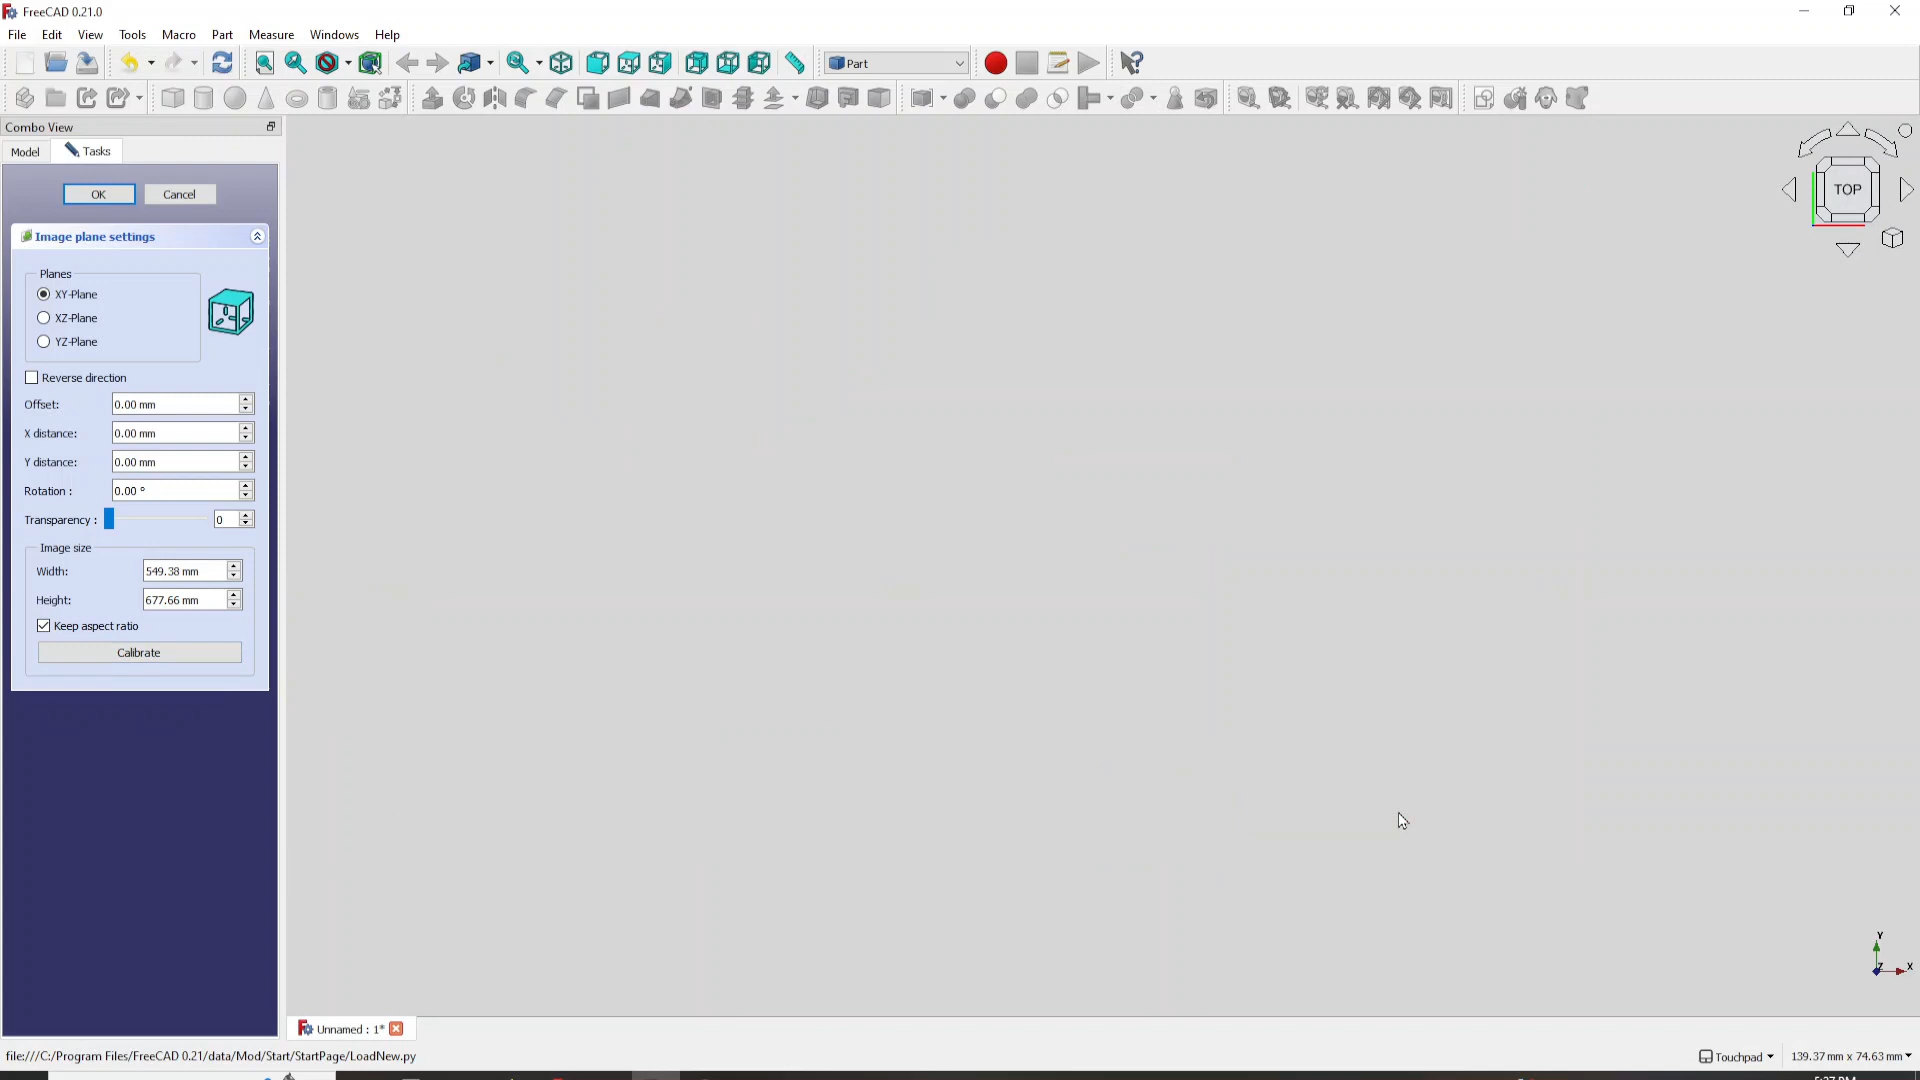 FreeCAD 0.21.0
File Edit View Tools Macro Part Measure Windows Help
Part
Combo View
Model Tasks
TOP
OK Cancel
Image plane settings
Planes
XY-Plane
XZ-Plane
YZ-Plane
Reverse direction
Offset: 0.00 mm
X distance: 0.00 mm
Y distance: 0.00 mm
Rotation : 0.00 °
Transparency : 0
Image size
Width: 549.38 mm
Height: 677.66 mm
Keep aspect ratio
Calibrate
Y
Z X
Unnamed : 1*
file:///C:/Program Files/FreeCAD 0.21/data/Mod/Start/StartPage/LoadNew.py
Touchpad 139.37 mm x 74.63 mm